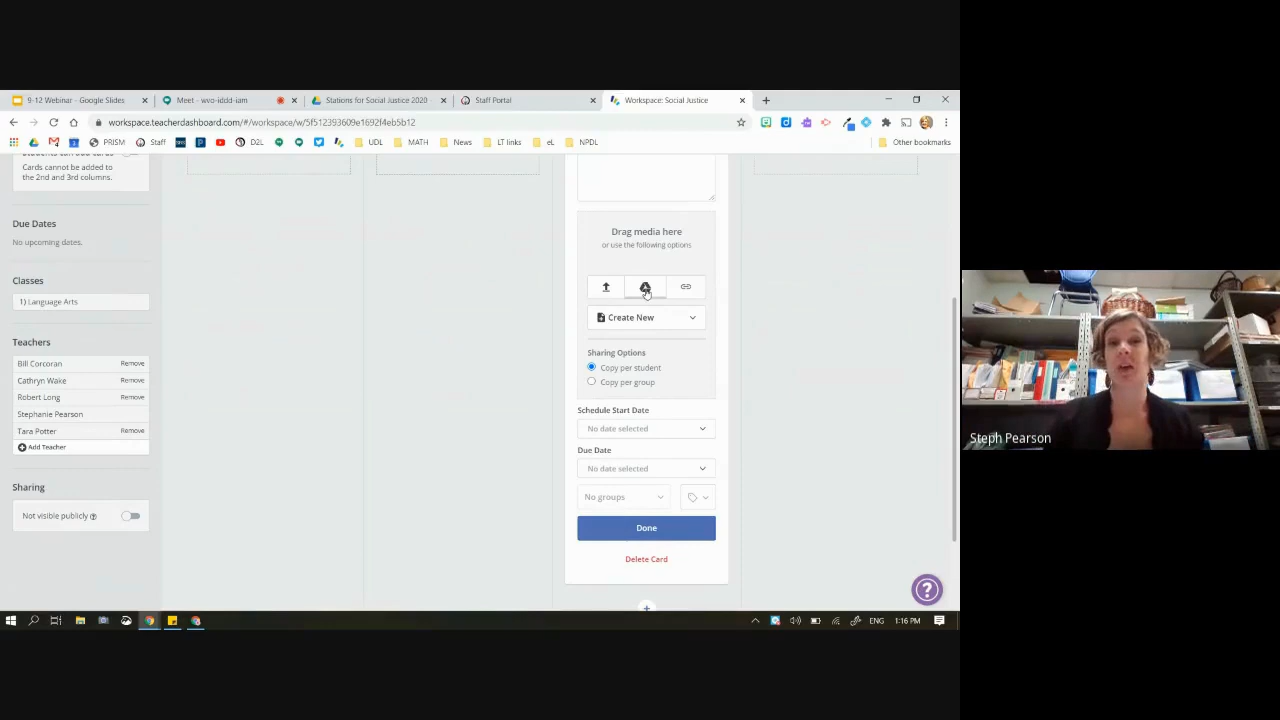 9-12 Webinar - Google Slides
Meet - wvo-iddd-iam
Stations for Social Justice 2020 -
Staff Portal
Workspace: Social Justice
workspace.teacherdashboard.com/#/workspace/w/5f512393609e1692f4eb5b12
PRISM
Staff
D2L
UDL
MATH
News
LT links
eL
NPDL
Other bookmarks
Cards cannot be added
to the 2nd and 3rd columns.
Due Dates
No upcoming dates.
Classes
1) Language Arts
Teachers
Bill Corcoran Remove
Cathryn Wake Remove
Robert Long Remove
Stephanie Pearson
Tara Potter Remove
Add Teacher
Sharing
Not visible publicly
Drag media here
or use the following options
Create New
Sharing Options
Copy per student
Copy per group
Schedule Start Date
No date selected
Due Date
No date selected
No groups
Done
Delete Card
?
Steph Pearson
ENG
1:16 PM